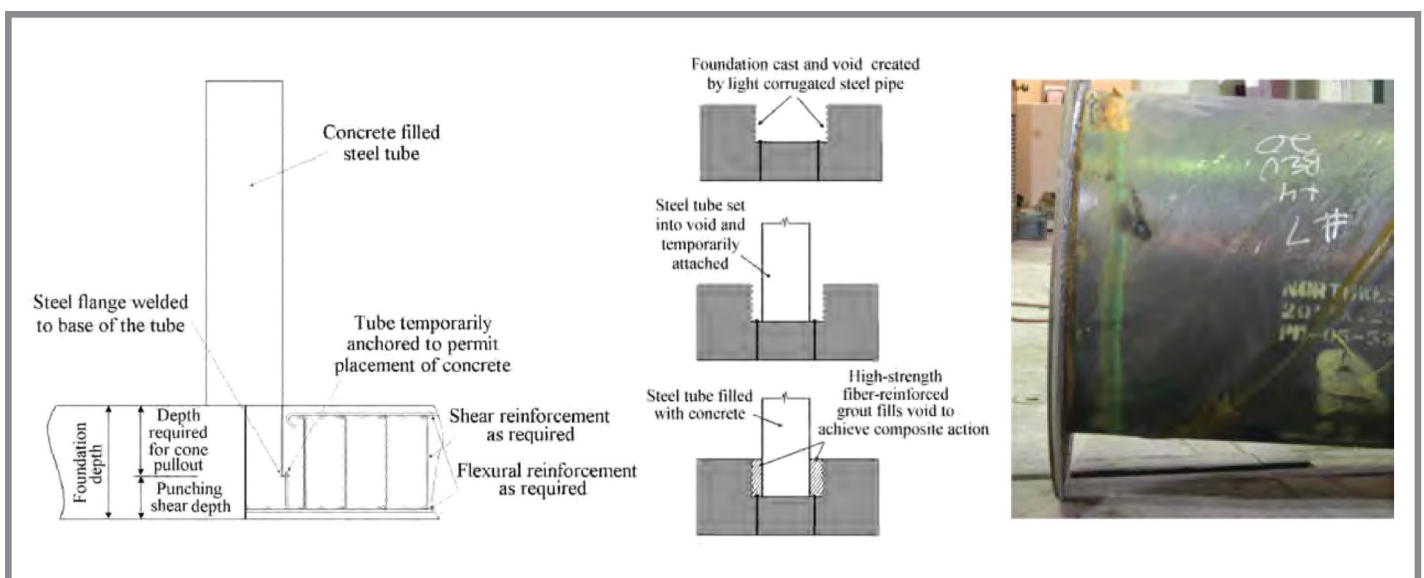 Concrete filled
steel tube
Steel flange welded
to base of the tube
Tube temporarily
anchored to permit
placement of concrete
Foundation
depth
Depth
required
for cone
pullout
Punching
shear depth
Shear reinforcement
as required
Flexural reinforcement
as required
Foundation cast and void created
by light corrugated steel pipe
Steel tube set
into void and
temporarily
attached
Steel tube filled
with concrete
High-strength
fiber-reinforced
grout fills void to
achieve composite action
#7